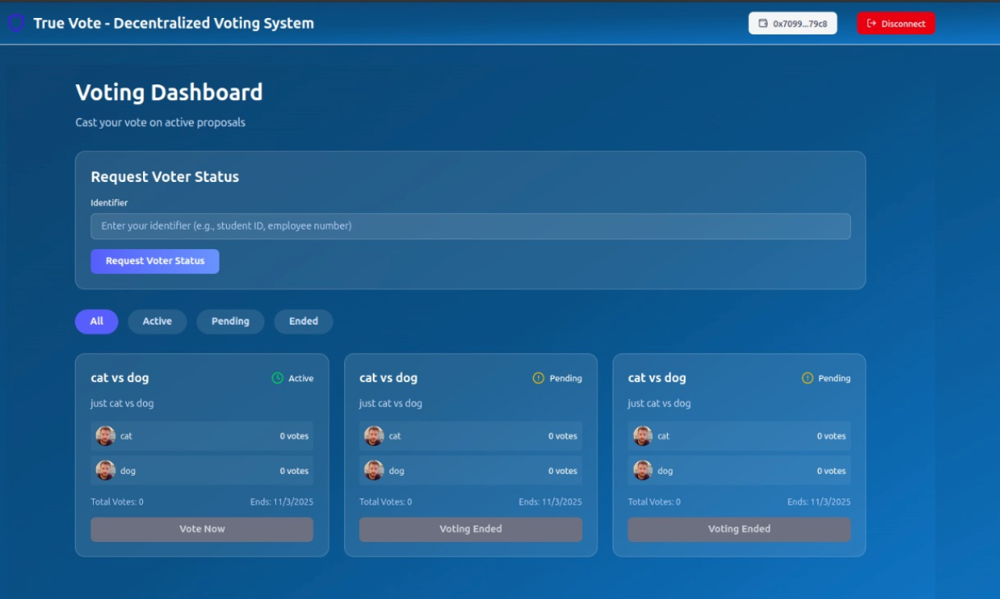 True Vote - Decentralized Voting System
0x7099...79c8
Disconnect
Voting Dashboard
Cast your vote on active proposals
Request Voter Status
Identifier
Enter your identifier (e.g., student ID, employee number)
Request Voter Status
All Active Pending Ended
cat vs dog
Active
just cat vs dog
cat 0 votes
dog 0 votes
Total Votes: 0 Ends: 11/3/2025
Vote Now
cat vs dog
Pending
just cat vs dog
cat 0 votes
dog 0 votes
Total Votes: 0 Ends: 11/3/2025
Voting Ended
cat vs dog
Pending
just cat vs dog
cat 0 votes
dog 0 votes
Total Votes: 0 Ends: 11/3/2025
Voting Ended